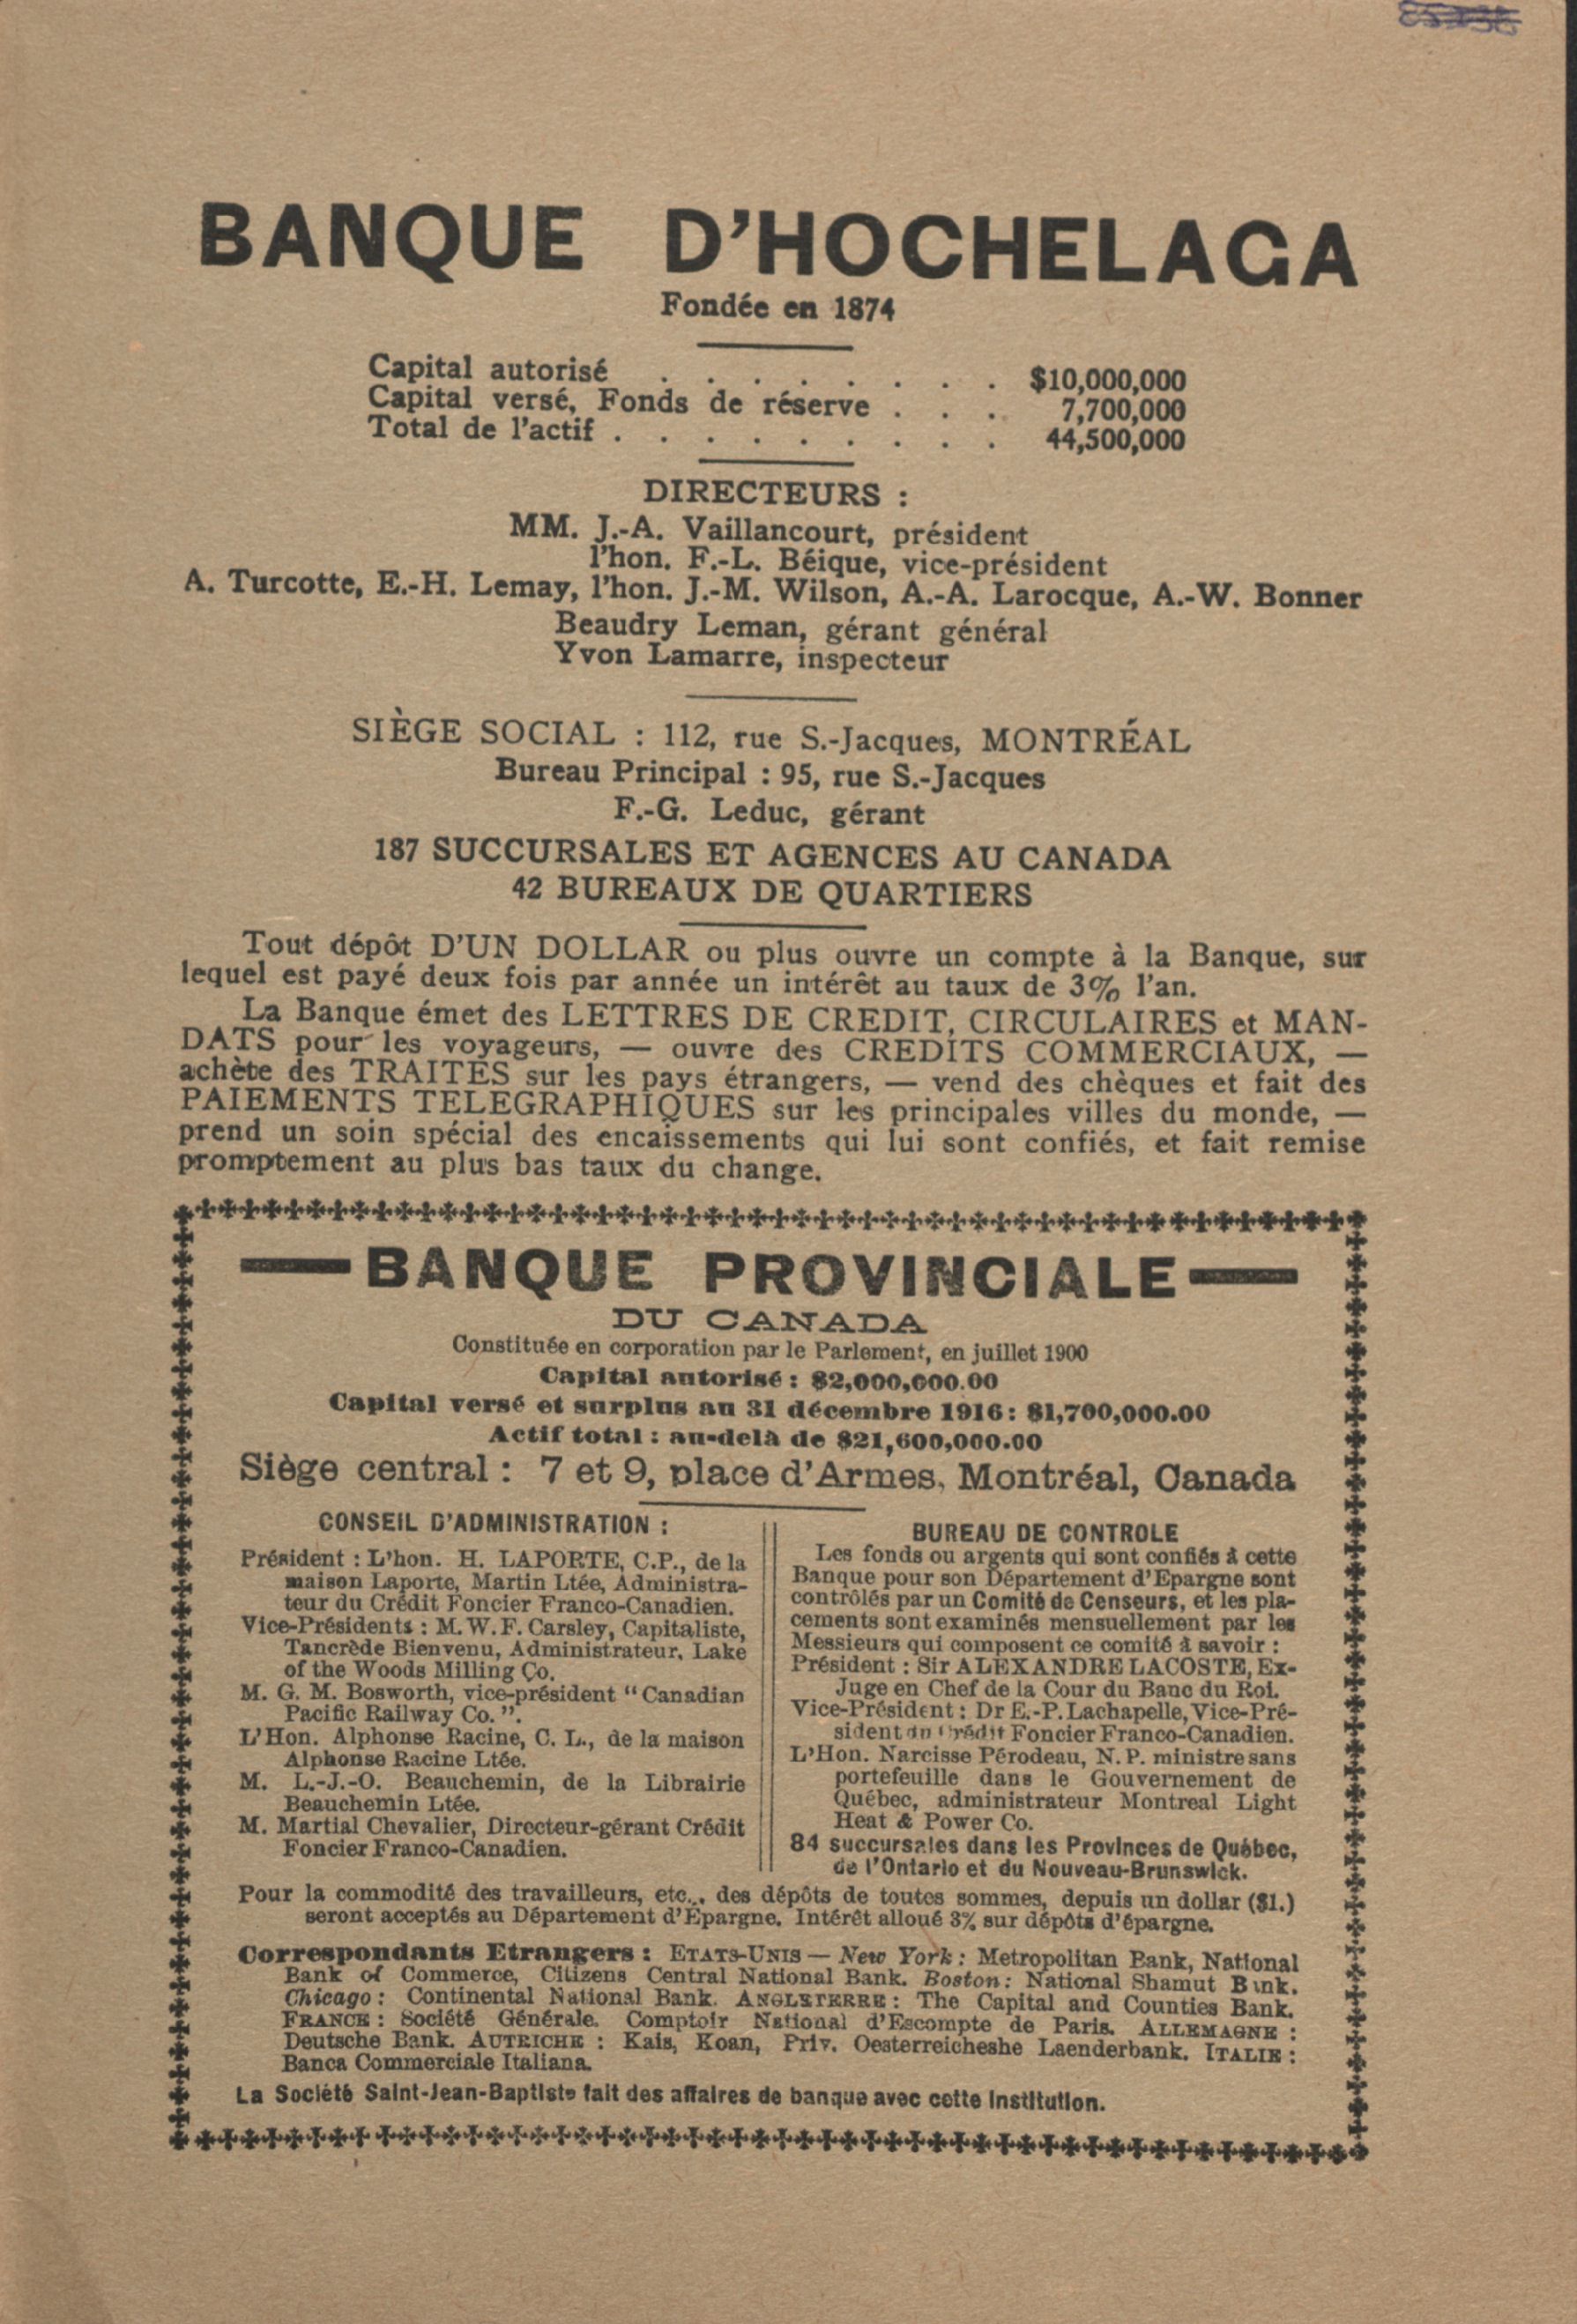 BANQUE D'HOCHELAGA
Fondée en 1874
Capital autorisé . . . . . . . . $10,000,000
Capital versé, Fonds de réserve . . . 7,700,000
Total de l'actif . . . . . . . . . 44,500,000
DIRECTEURS :
MM. J.-A. Vaillancourt, président
l'hon. F.-L. Béique, vice-président
A. Turcotte, E.-H. Lemay, l'hon. J.-M. Wilson, A.-A. Larocque, A.-W. Bonner
Beaudry Leman, gérant général
Yvon Lamarre, inspecteur
SIÈGE SOCIAL : 112, rue S.-Jacques, MONTRÉAL
Bureau Principal : 95, rue S.-Jacques
F.-G. Leduc, gérant
187 SUCCURSALES ET AGENCES AU CANADA
42 BUREAUX DE QUARTIERS
Tout dépôt D'UN DOLLAR ou plus ouvre un compte à la Banque, sur
lequel est payé deux fois par année un intérêt au taux de 3% l'an.
La Banque émet des LETTRES DE CREDIT, CIRCULAIRES et MAN-
DATS pour les voyageurs, — ouvre des CREDITS COMMERCIAUX, —
achète des TRAITES sur les pays étrangers, — vend des chèques et fait des
PAIEMENTS TELEGRAPHIQUES sur les principales villes du monde, —
prend un soin spécial des encaissements qui lui sont confiés, et fait remise
promptement au plus bas taux du change.
BANQUE PROVINCIALE
DU CANADA
Constituée en corporation par le Parlement, en juillet 1900
Capital autorisé : $2,000,000.00
Capital versé et surplus au 31 décembre 1916 : $1,700,000.00
Actif total : au-delà de $21,600,000.00
Siège central : 7 et 9, place d'Armes, Montréal, Canada
CONSEIL D'ADMINISTRATION :
Président : L'hon. H. LAPORTE, C.P., de la
maison Laporte, Martin Ltée, Administra-
teur du Crédit Foncier Franco-Canadien.
Vice-Présidents : M. W. F. Carsley, Capitaliste,
Tancrède Bienvenu, Administrateur, Lake
of the Woods Milling Co.
M. G. M. Bosworth, vice-président "Canadian
Pacific Railway Co.".
L'Hon. Alphonse Racine, C. L., de la maison
Alphonse Racine Ltée.
M. L.-J.-O. Beauchemin, de la Librairie
Beauchemin Ltée.
M. Martial Chevalier, Directeur-gérant Crédit
Foncier Franco-Canadien.
BUREAU DE CONTROLE
Les fonds ou argents qui sont confiés à cette
Banque pour son Département d'Epargne sont
contrôlés par un Comité de Censeurs, et les pla-
cements sont examinés mensuellement par les
Messieurs qui composent ce comité à savoir :
Président : Sir ALEXANDRE LACOSTE, Ex-
Juge en Chef de la Cour du Banc du Roi.
Vice-Président : Dr E.-P. Lachapelle, Vice-Pré-
sident du Crédit Foncier Franco-Canadien.
L'Hon. Narcisse Pérodeau, N. P. ministre sans
portefeuille dans le Gouvernement de
Québec, administrateur Montreal Light
Heat & Power Co.
84 succursales dans les Provinces de Québec,
de l'Ontario et du Nouveau-Brunswick.
Pour la commodité des travailleurs, etc., des dépôts de toutes sommes, depuis un dollar ($1.)
seront acceptés au Département d'Epargne. Intérêt alloué 3% sur dépôts d'épargne.
Correspondants Etrangers : ETATS-UNIS — New York : Metropolitan Bank, National
Bank of Commerce, Citizens Central National Bank. Boston : National Shamut Bank.
Chicago : Continental National Bank. ANGLETERRE : The Capital and Counties Bank.
FRANCE : Société Générale. Comptoir National d'Escompte de Paris. ALLEMAGNE :
Deutsche Bank. AUTRICHE : Kais, Koan, Priv. Oesterreicheshe Laenderbank. ITALIE :
Banca Commerciale Italiana.
La Société Saint-Jean-Baptiste fait des affaires de banque avec cette institution.